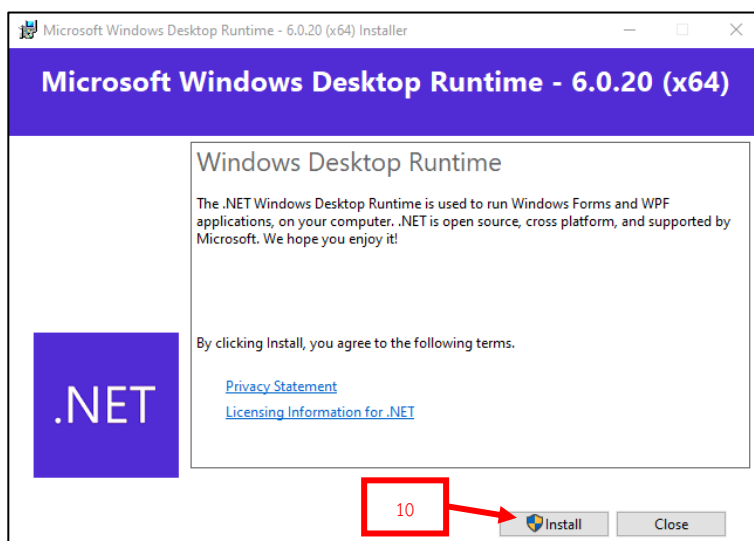 Microsoft Windows Desktop Runtime - 6.0.20 (x64) Installer
Microsoft Windows Desktop Runtime - 6.0.20 (x64)
Windows Desktop Runtime
The .NET Windows Desktop Runtime is used to run Windows Forms and WPF
applications, on your computer. .NET is open source, cross platform, and supported by
Microsoft. We hope you enjoy it!
By clicking Install, you agree to the following terms.
Privacy Statement
Licensing Information for .NET
.NET
10
Install
Close